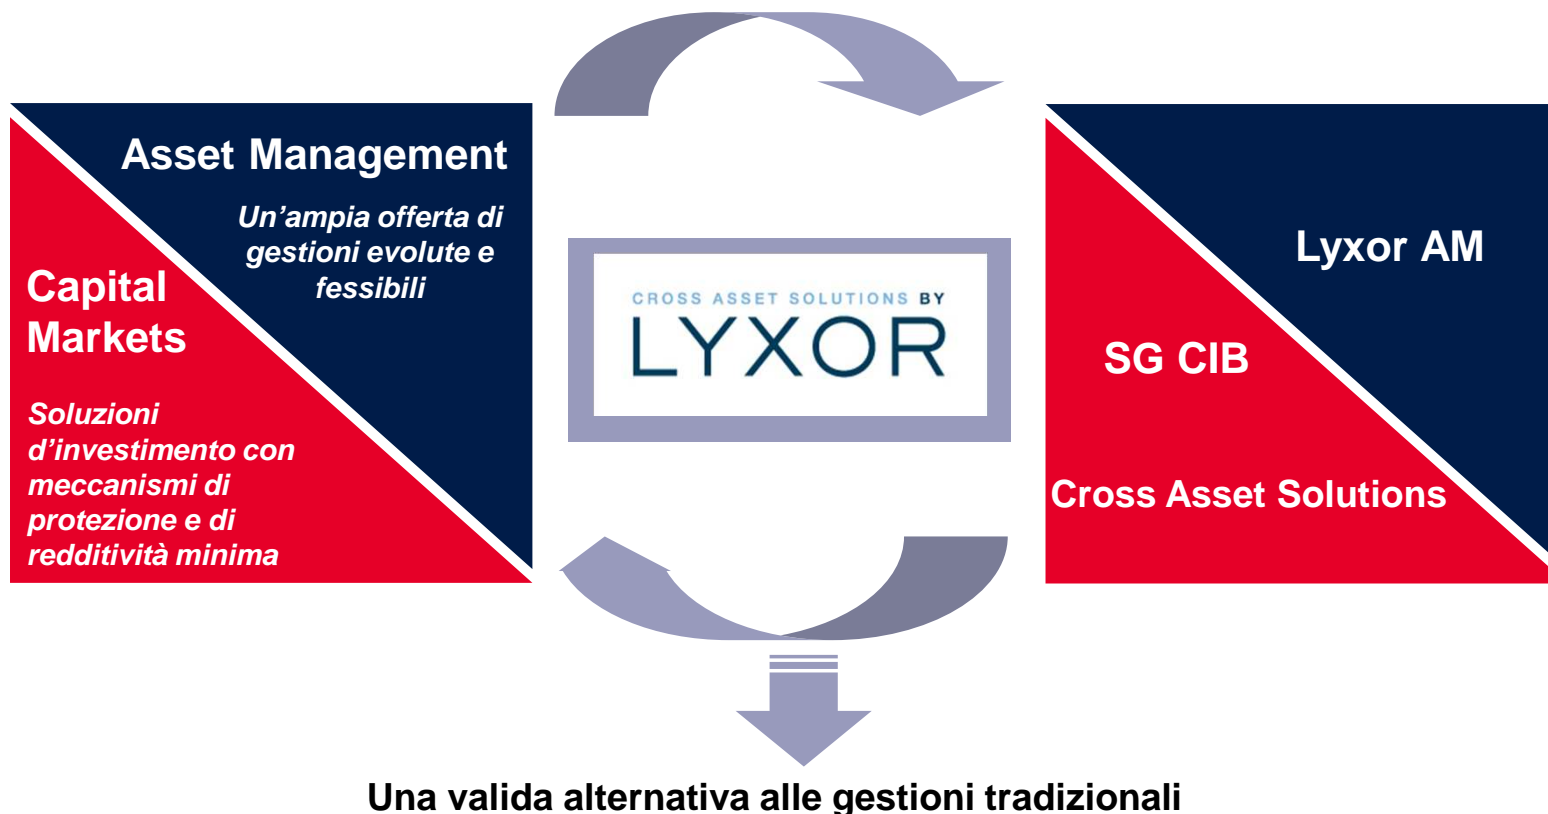 Asset Management
Un’ampia offerta di
gestioni evolute e
fessibili
Capital
Markets
Soluzioni
d’investimento con
meccanismi di
protezione e di
redditività minima
CROSS ASSET SOLUTIONS BY
LYXOR
Lyxor AM
SG CIB
Cross Asset Solutions
Una valida alternativa alle gestioni tradizionali